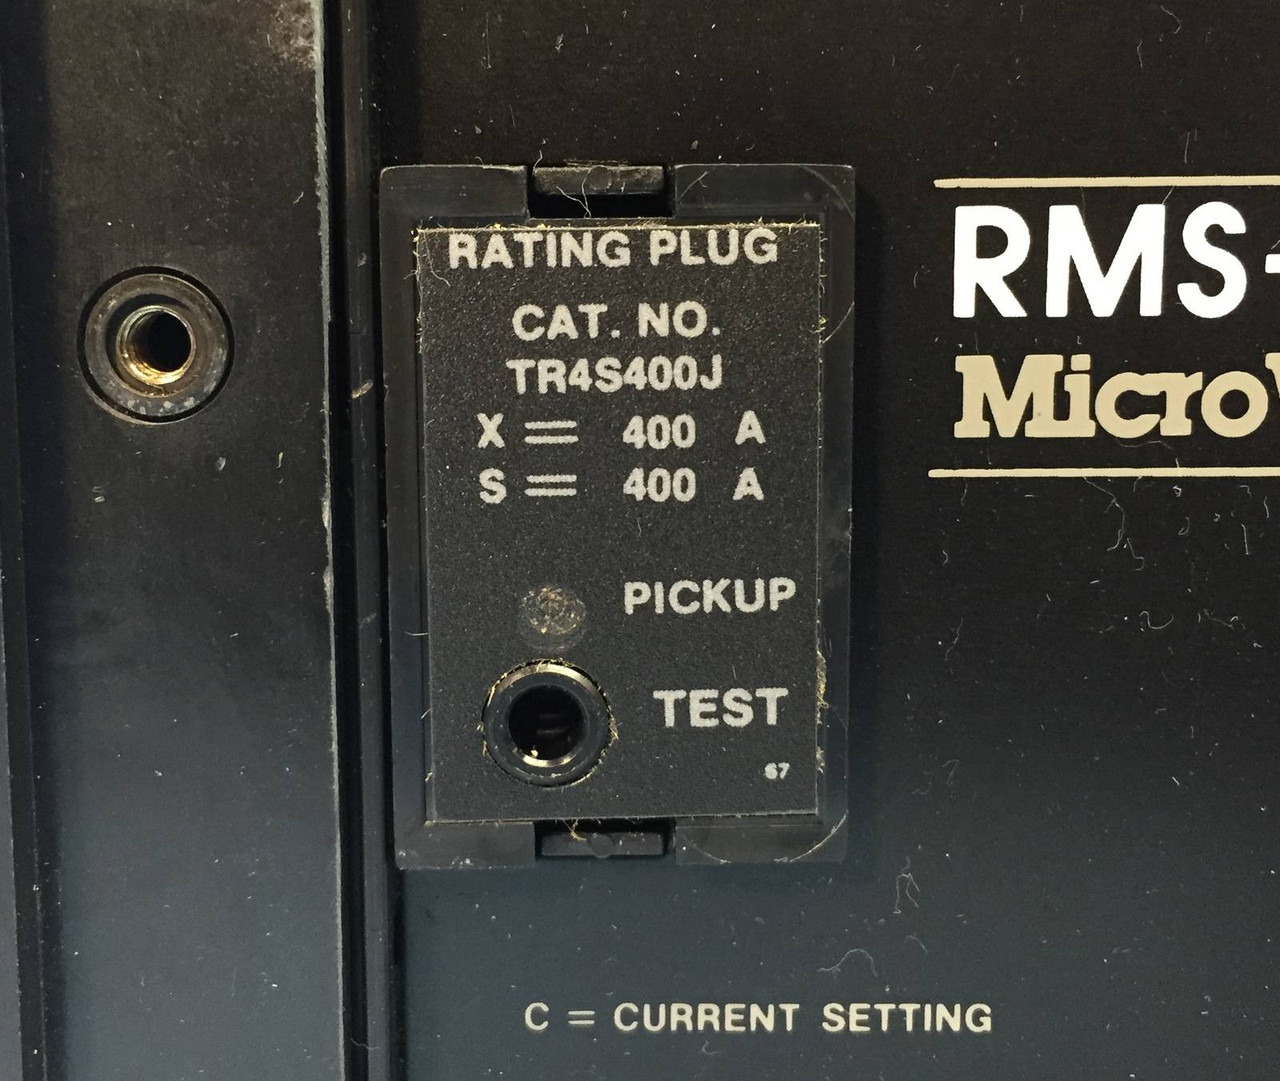 RATING PLUG
CAT. NO.
TR4S400J
X = 400 A
S = 400 A
PICKUP
TEST
67
RMS-
Micro
C = CURRENT SETTING